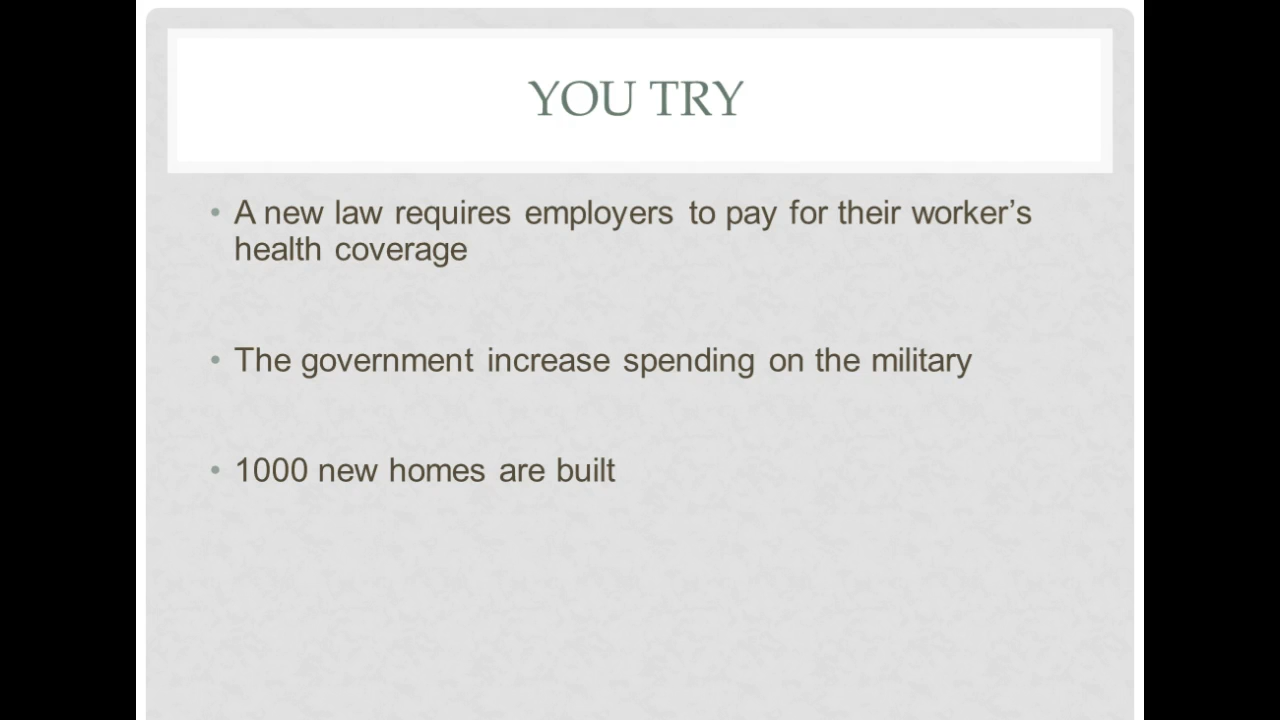 YOU TRY
• A new law requires employers to pay for their worker’s
health coverage
• The government increase spending on the military
• 1000 new homes are built